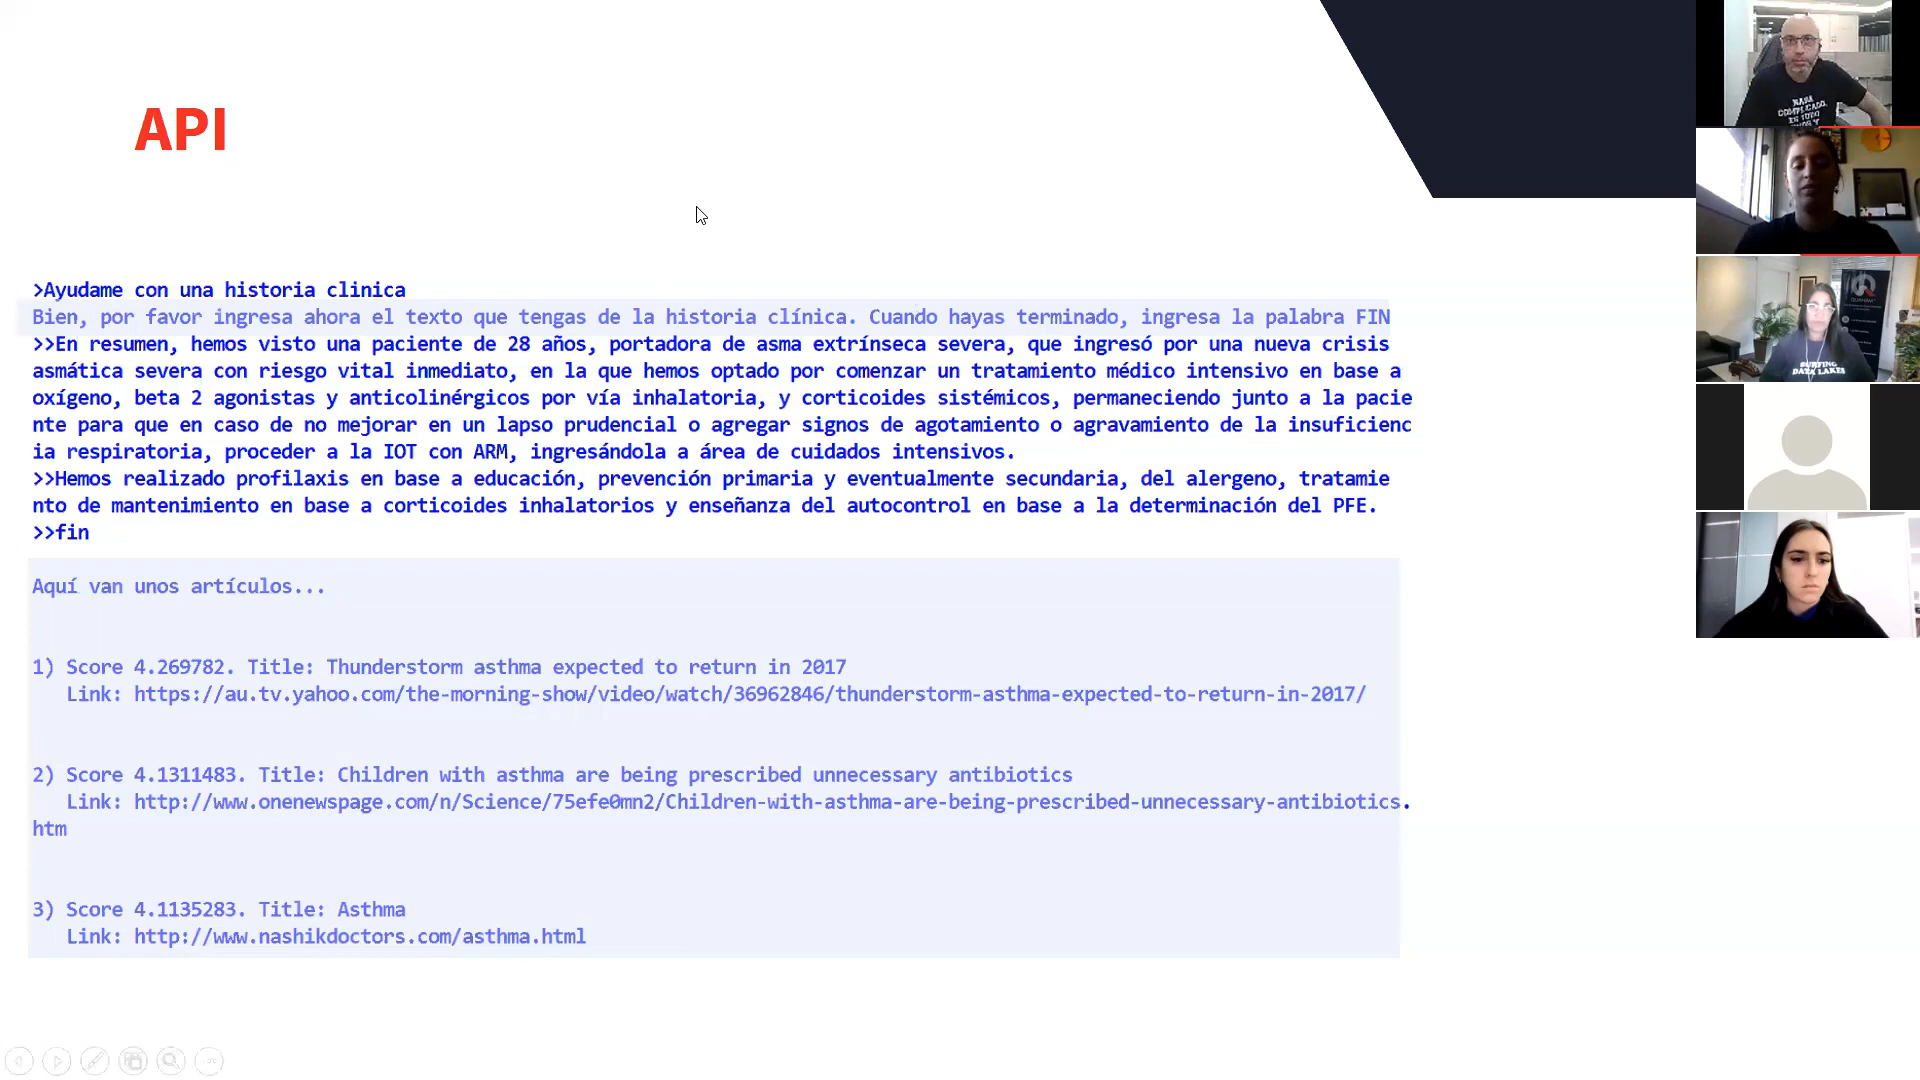 API
>Ayudame con una historia clinica
Bien, por favor ingresa ahora el texto que tengas de la historia clínica. Cuando hayas terminado, ingresa la palabra FIN
>>En resumen, hemos visto una paciente de 28 años, portadora de asma extrínseca severa, que ingresó por una nueva crisis
asmática severa con riesgo vital inmediato, en la que hemos optado por comenzar un tratamiento médico intensivo en base a
oxígeno, beta 2 agonistas y anticolinérgicos por vía inhalatoria, y corticoides sistémicos, permaneciendo junto a la pacie
nte para que en caso de no mejorar en un lapso prudencial o agregar signos de agotamiento o agravamiento de la insuficienc
ia respiratoria, proceder a la IOT con ARM, ingresándola a área de cuidados intensivos.
>>Hemos realizado profilaxis en base a educación, prevención primaria y eventualmente secundaria, del alergeno, tratamie
nto de mantenimiento en base a corticoides inhalatorios y enseñanza del autocontrol en base a la determinación del PFE.
>>fin
Aquí van unos artículos...
1) Score 4.269782. Title: Thunderstorm asthma expected to return in 2017
Link: https://au.tv.yahoo.com/the-morning-show/video/watch/36962846/thunderstorm-asthma-expected-to-return-in-2017/
2) Score 4.1311483. Title: Children with asthma are being prescribed unnecessary antibiotics
Link: http://www.onenewspage.com/n/Science/75efe0mn2/Children-with-asthma-are-being-prescribed-unnecessary-antibiotics.
htm
3) Score 4.1135283. Title: Asthma
Link: http://www.nashikdoctors.com/asthma.html
NADA
COMPLICADO,
ES TODO
SURFING
DATA LAKES